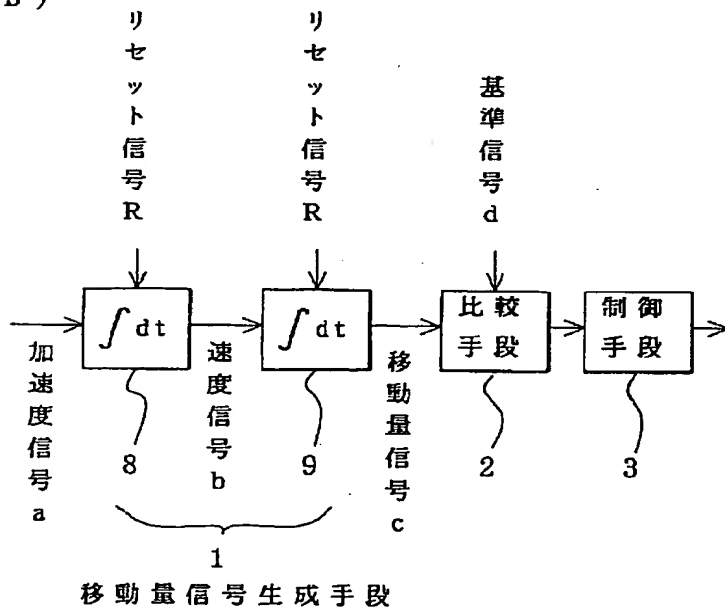 B)
リセット信号R
リセット信号R
基準信号d
∫dt
∫dt
比較
手段
制御
手段
加速度信号a
速度信号b
移動量信号c
8
9
2
3
1
移動量信号生成手段